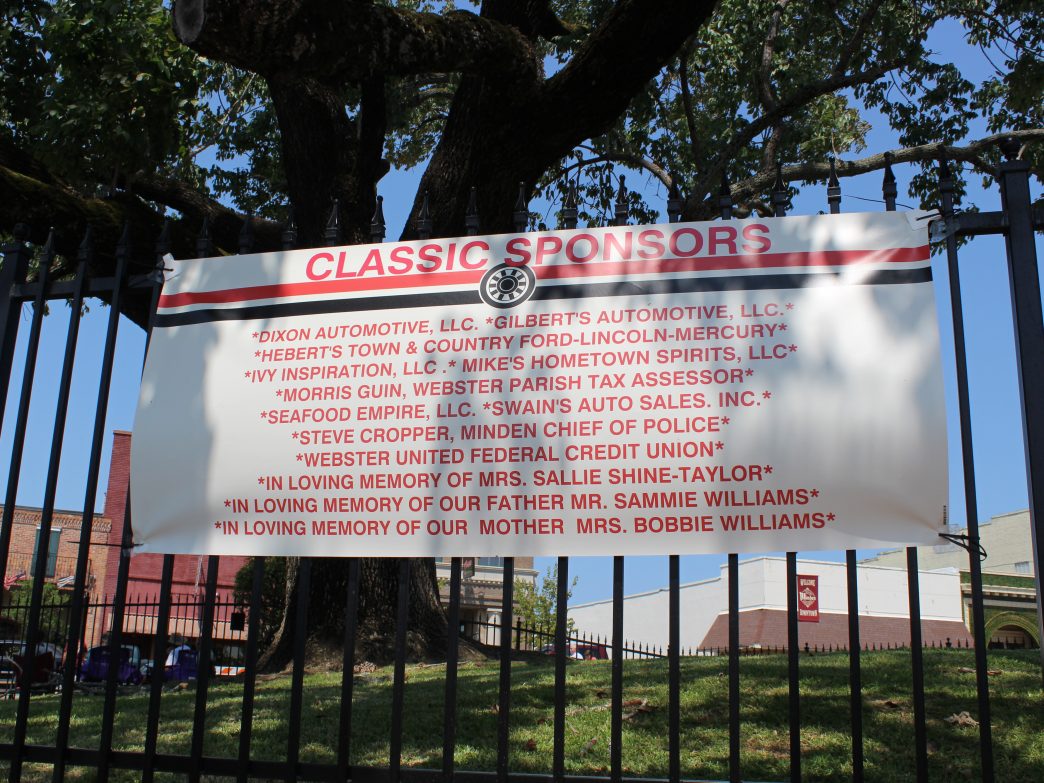 CLASSIC SPONSORS
*DIXON AUTOMOTIVE, LLC. *GILBERT'S AUTOMOTIVE, LLC.*
*HEBERT'S TOWN & COUNTRY FORD-LINCOLN-MERCURY*
*IVY INSPIRATION, LLC .* MIKE'S HOMETOWN SPIRITS, LLC*
*MORRIS GUIN, WEBSTER PARISH TAX ASSESSOR*
*SEAFOOD EMPIRE, LLC. *SWAIN'S AUTO SALES. INC.*
*STEVE CROPPER, MINDEN CHIEF OF POLICE*
*WEBSTER UNITED FEDERAL CREDIT UNION*
*IN LOVING MEMORY OF MRS. SALLIE SHINE-TAYLOR*
*IN LOVING MEMORY OF OUR FATHER MR. SAMMIE WILLIAMS*
*IN LOVING MEMORY OF OUR  MOTHER  MRS. BOBBIE WILLIAMS*
WELCOME
DOWNTOWN